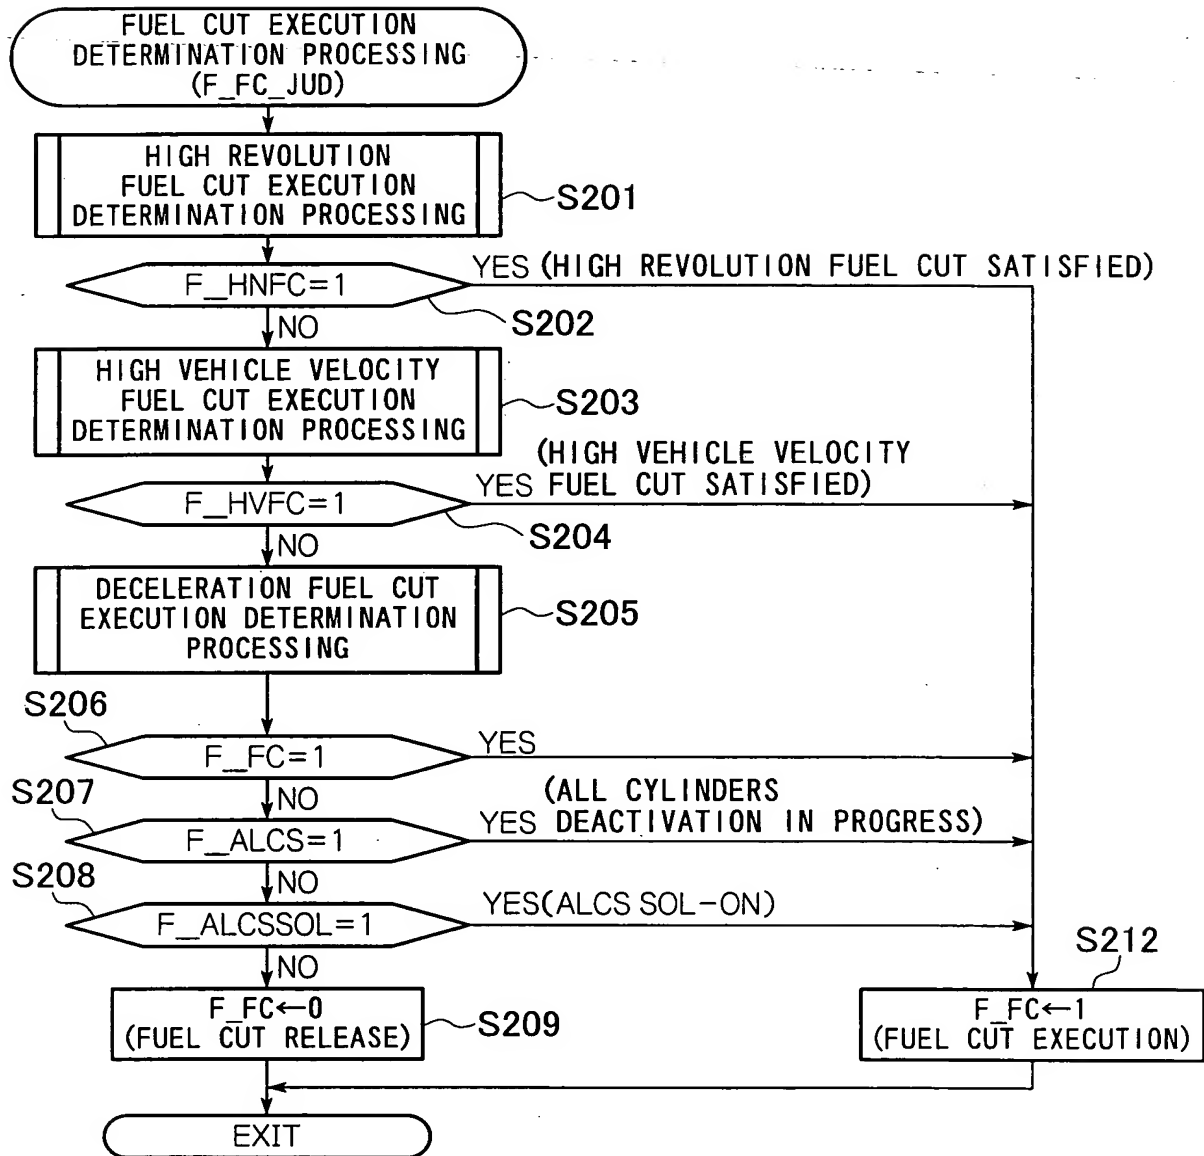 FUEL CUT EXECUTION
DETERMINATION PROCESSING
(F_FC_JUD)
HIGH REVOLUTION
FUEL CUT EXECUTION
DETERMINATION PROCESSING
S201
F_HNFC=1
YES (HIGH REVOLUTION FUEL CUT SATISFIED)
S202
NO
HIGH VEHICLE VELOCITY
FUEL CUT EXECUTION
DETERMINATION PROCESSING
S203
(HIGH VEHICLE VELOCITY
YES FUEL CUT SATISFIED)
F_HVFC=1
S204
NO
DECELERATION FUEL CUT
EXECUTION DETERMINATION
PROCESSING
S205
S206
F_FC=1
YES
NO
S207
(ALL CYLINDERS
YES DEACTIVATION IN PROGRESS)
F_ALCS=1
NO
S208
F_ALCSSOL=1
YES(ALCS SOL-ON)
NO
S212
F_FC←0
(FUEL CUT RELEASE)
S209
F_FC←1
(FUEL CUT EXECUTION)
EXIT